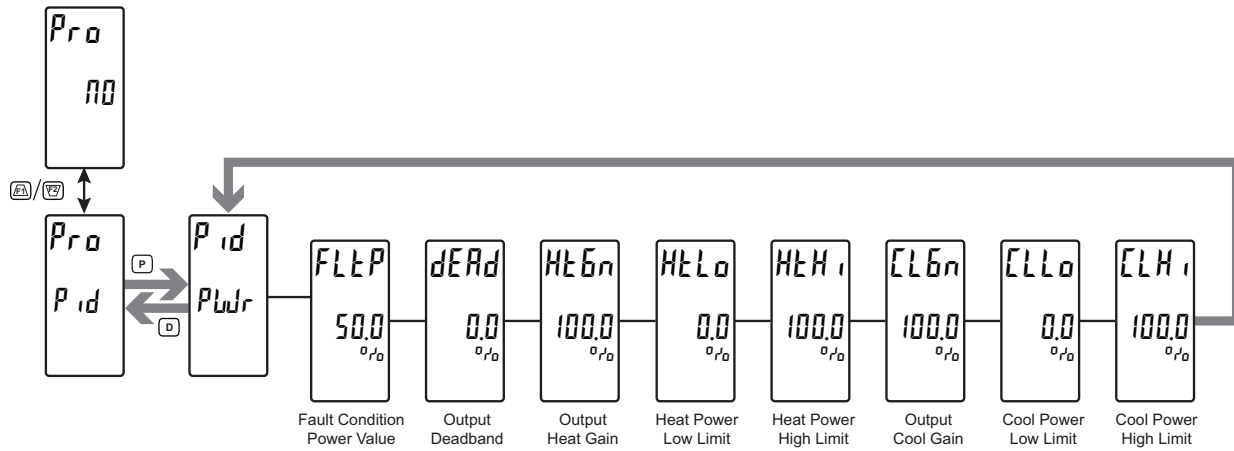 Pro
NO
F1/F2
Pro
Pid
P
D
Pid
PWr
FLtP
50.0
%
dEAd
0.0
%
HtGn
100.0
%
HtLo
0.0
%
HtHi
100.0
%
CLGn
100.0
%
CLLo
0.0
%
CLHi
100.0
%
Fault Condition
Power Value
Output
Deadband
Output
Heat Gain
Heat Power
Low Limit
Heat Power
High Limit
Output
Cool Gain
Cool Power
Low Limit
Cool Power
High Limit